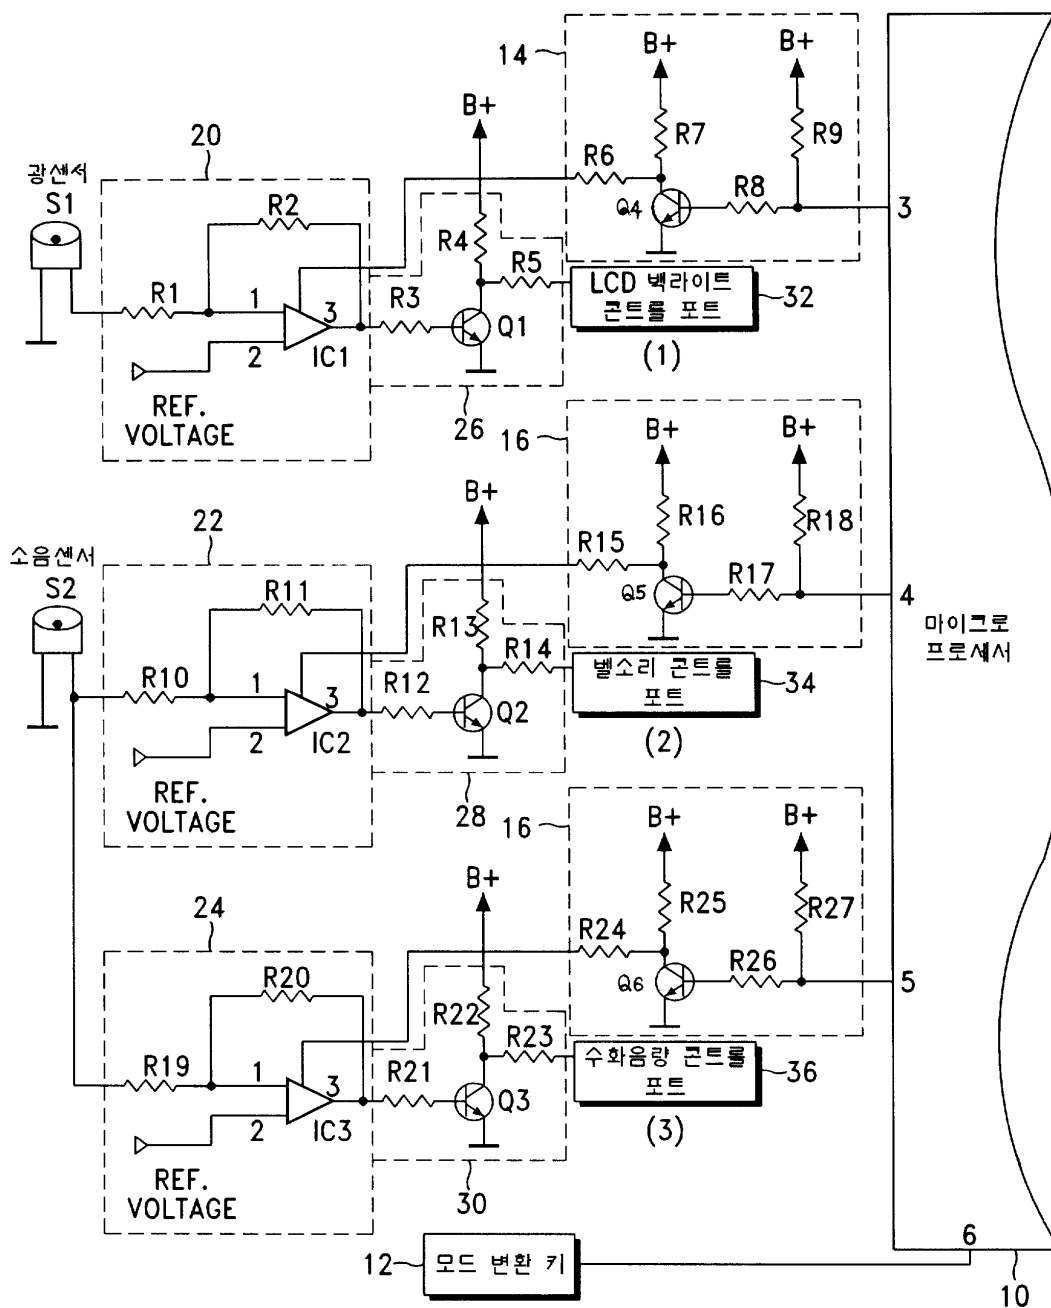 14
B+
B+
B+
R7
R9
20
R6
R8
광센서
S1
R2
Q4
3
R4
R5
LCD 백라이트
콘트롤 포트
32
R1
1
3
R3
Q1
2
IC1
(1)
REF.
VOLTAGE
26
16
B+
B+
B+
R16
R18
22
R15
R17
소음센서
S2
R11
Q5
4
마이크로
프로세서
R13
R14
벨소리 콘트롤
포트
34
R10
1
3
R12
Q2
2
IC2
(2)
REF.
VOLTAGE
28
16
B+
B+
B+
R25
R27
24
R24
R26
R20
Q6
5
R22
R23
수화음량 콘트롤
포트
36
R19
1
3
R21
Q3
2
IC3
(3)
REF.
VOLTAGE
30
6
12
모드 변환 키
10